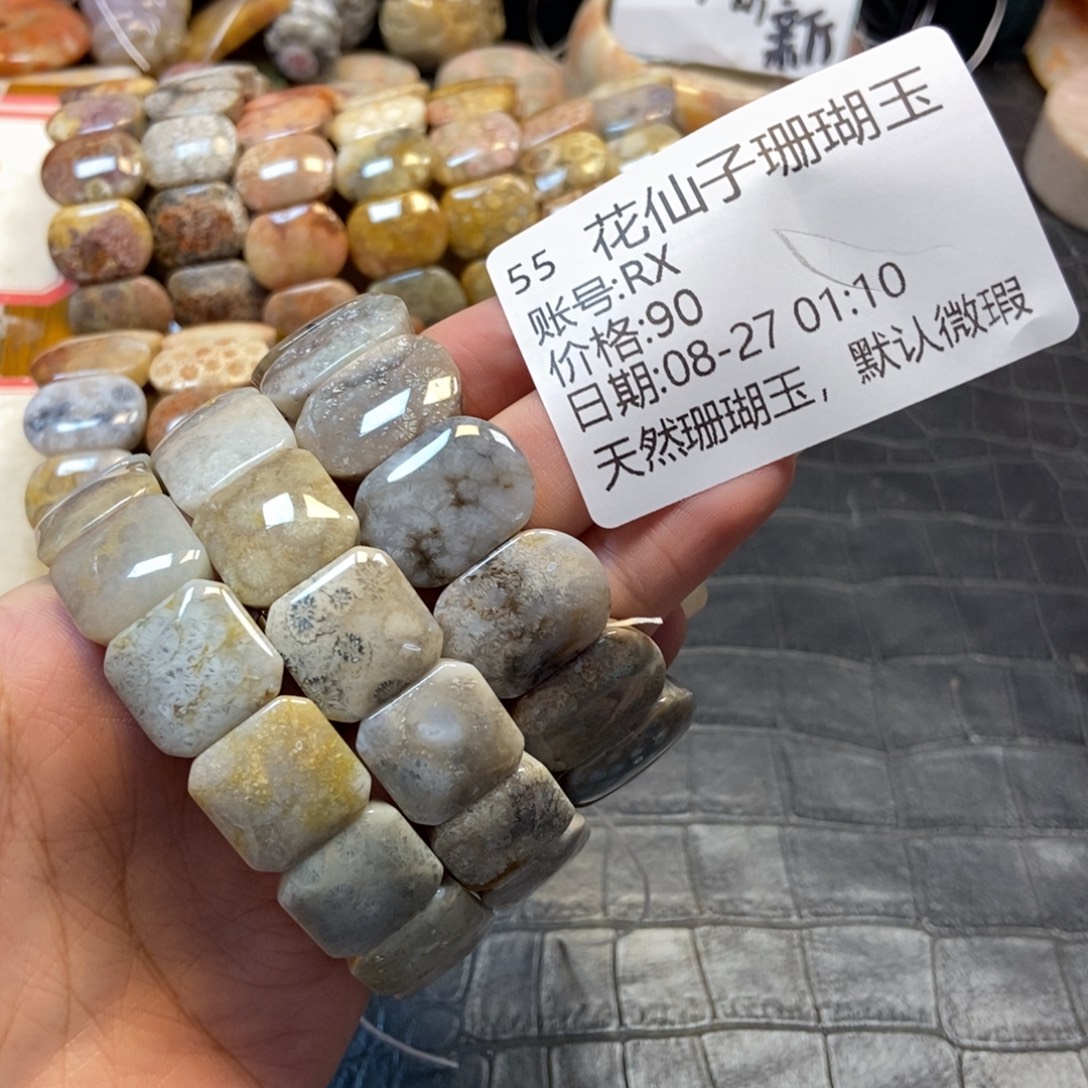 新
55 花仙子珊瑚玉
账号:RX
价格:90
日期:08-27 01:10
天然珊瑚玉，默认微瑕